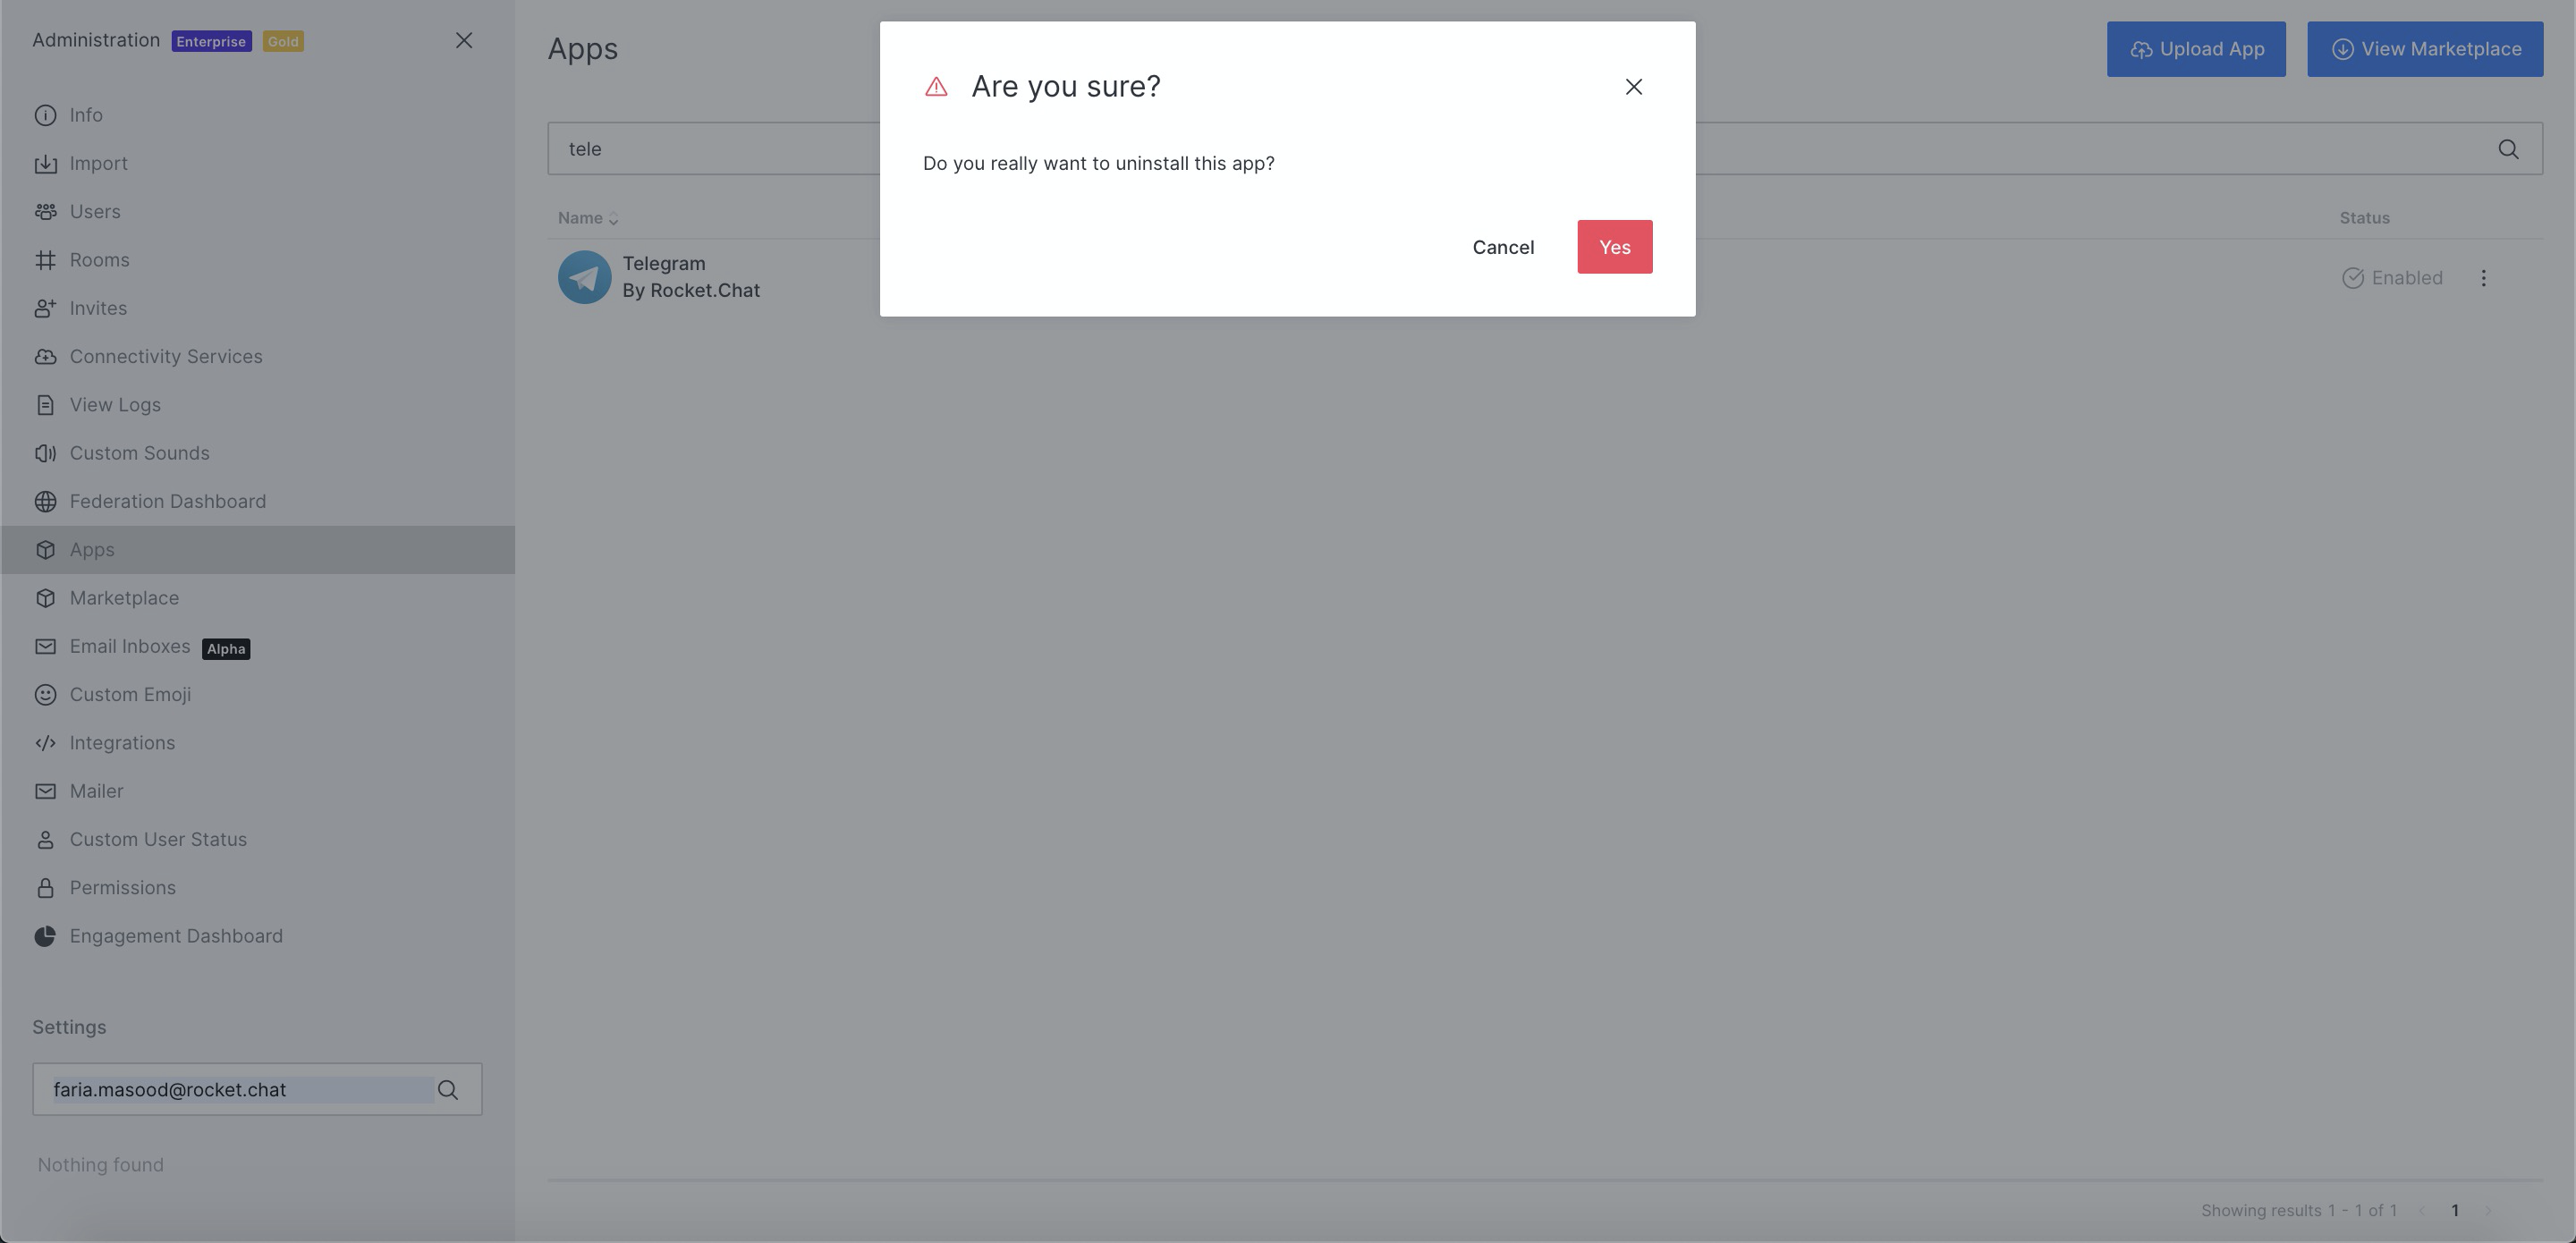 Administration Enterprise Gold
Info
Import
Users
Rooms
Invites
Connectivity Services
View Logs
Custom Sounds
Federation Dashboard
Apps
Marketplace
Email Inboxes Alpha
Custom Emoji
Integrations
Mailer
Custom User Status
Permissions
Engagement Dashboard
Settings
faria.masood@rocket.chat
Nothing found
Apps
Upload App
View Marketplace
tele
Name
Status
Telegram
By Rocket.Chat
Enabled
Are you sure?
Do you really want to uninstall this app?
Cancel
Yes
Showing results 1 - 1 of 1
1